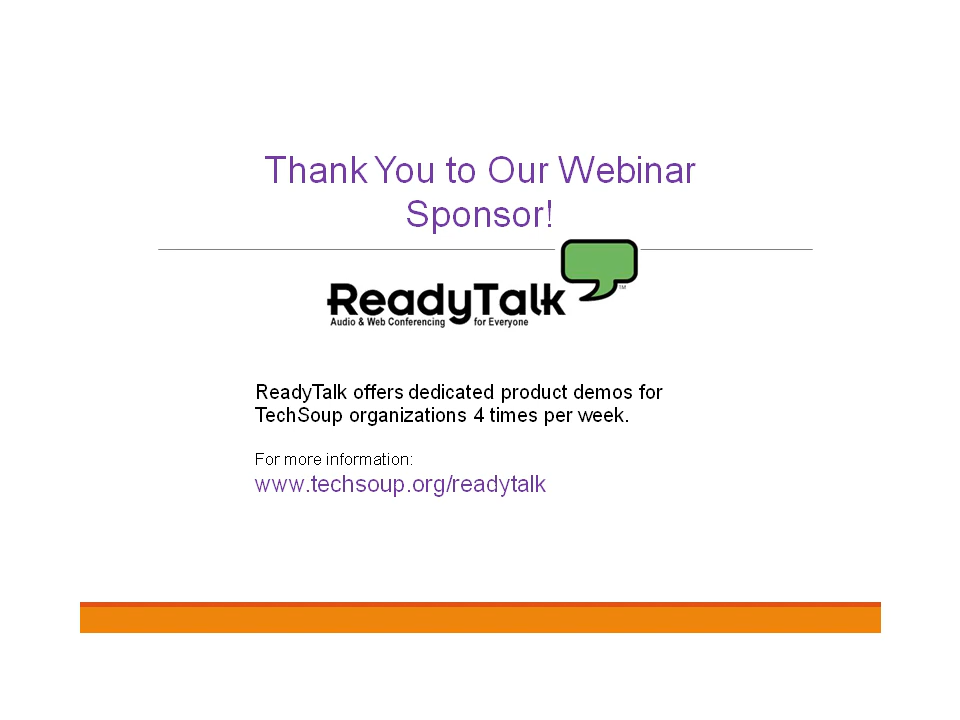 Thank You to Our Webinar
Sponsor!
ReadyTalk
TM
Audio & Web Conferencing for Everyone
ReadyTalk offers dedicated product demos for
TechSoup organizations 4 times per week.
For more information:
www.techsoup.org/readytalk